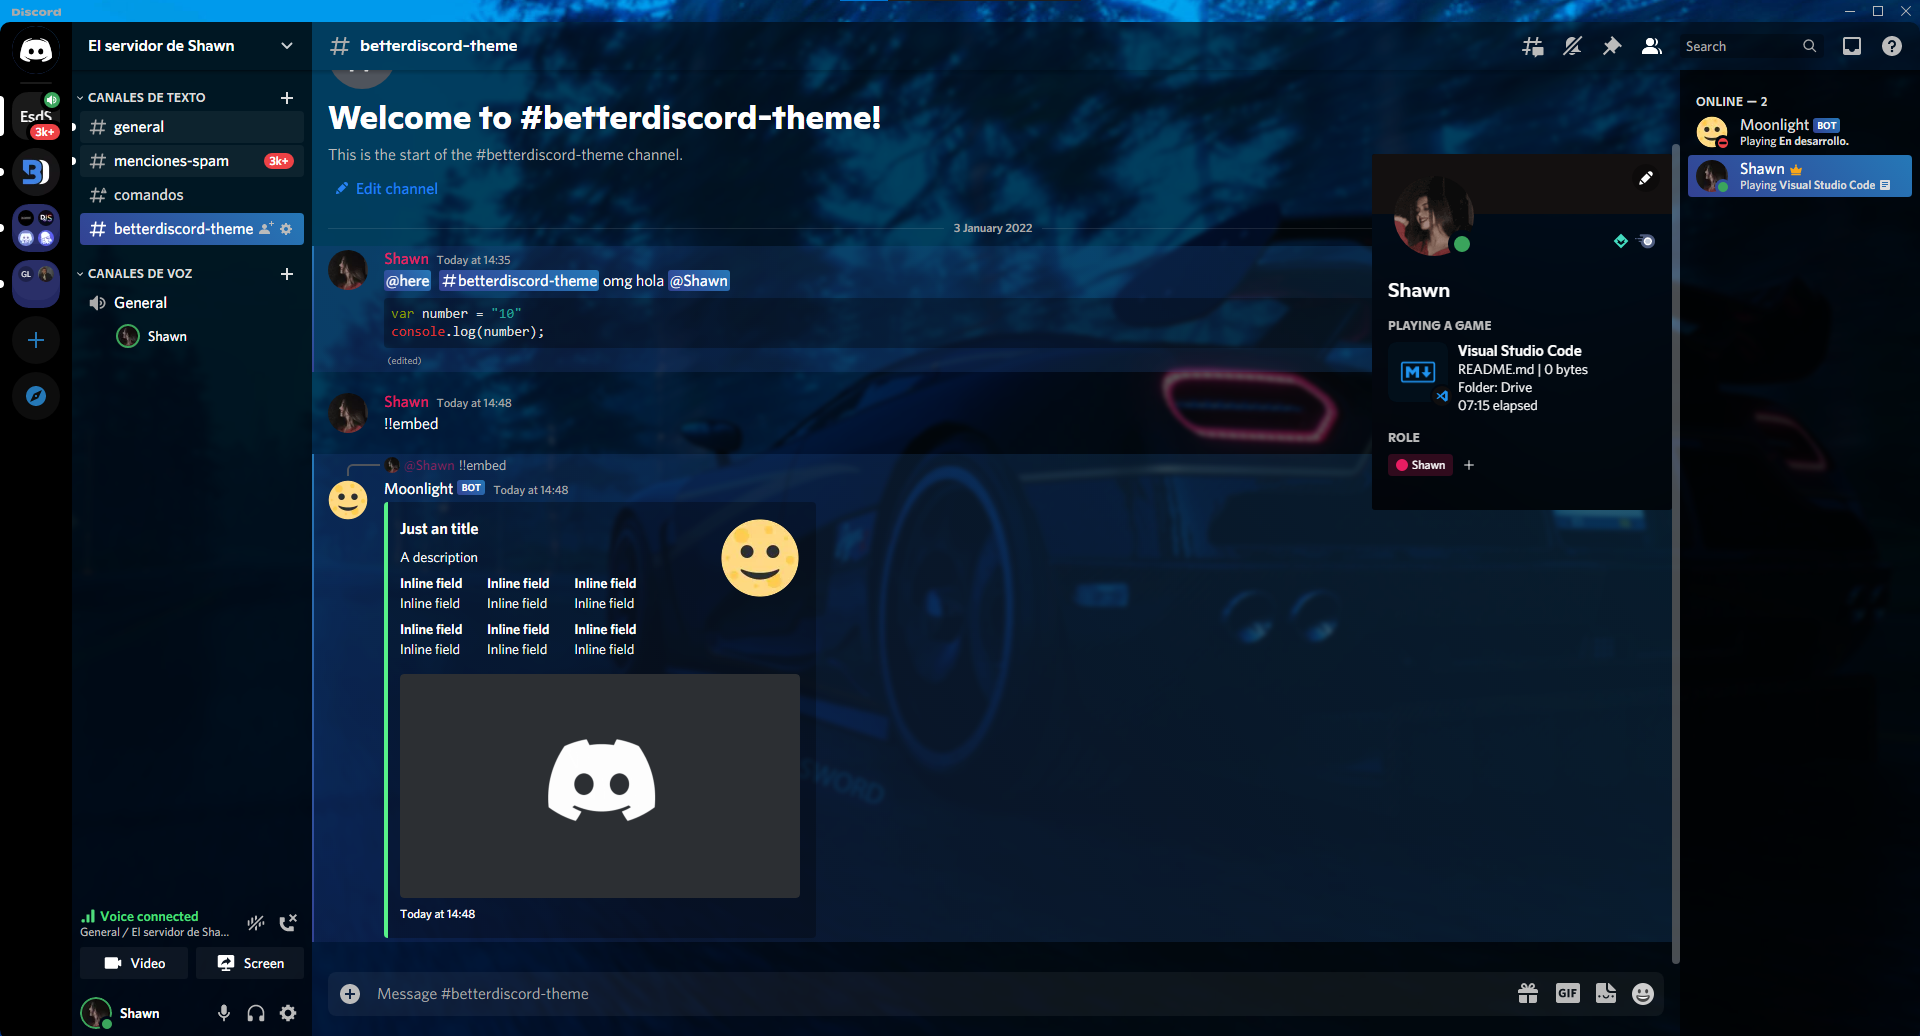 Discord
El servidor de Shawn
EsdS
3k+
DJS
GL
CANALES DE TEXTO
general
menciones-spam 3k+
comandos
betterdiscord-theme
CANALES DE VOZ
General
Shawn
Voice connected
General / El servidor de Sha...
Video Screen
Shawn
# betterdiscord-theme
Search
Welcome to #betterdiscord-theme!
This is the start of the #betterdiscord-theme channel.
Edit channel
3 January 2022
Shawn Today at 14:35
@here #betterdiscord-theme omg hola @Shawn
var number = "10"
console.log(number);
(edited)
Shawn Today at 14:48
!!embed
@Shawn !!embed
Moonlight BOT Today at 14:48
Just an title
A description
Inline field Inline field Inline field
Inline field Inline field Inline field
Inline field Inline field Inline field
Inline field Inline field Inline field
Today at 14:48
Message #betterdiscord-theme
GIF
Shawn
PLAYING A GAME
Visual Studio Code
README.md | 0 bytes
Folder: Drive
07:15 elapsed
ROLE
Shawn +
ONLINE — 2
Moonlight BOT
Playing En desarrollo.
Shawn
Playing Visual Studio Code